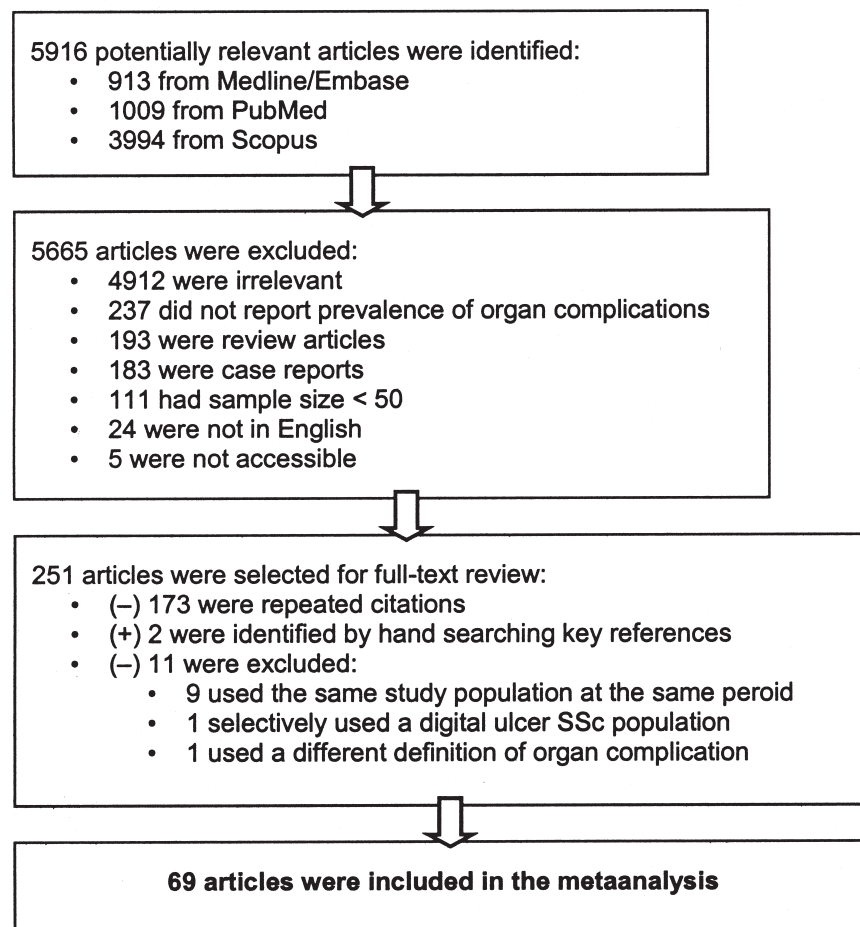 5916 potentially relevant articles were identified:
• 913 from Medline/Embase
• 1009 from PubMed
• 3994 from Scopus
5665 articles were excluded:
• 4912 were irrelevant
• 237 did not report prevalence of organ complications
• 193 were review articles
• 183 were case reports
• 111 had sample size < 50
• 24 were not in English
• 5 were not accessible
251 articles were selected for full-text review:
• (–) 173 were repeated citations
• (+) 2 were identified by hand searching key references
• (–) 11 were excluded:
• 9 used the same study population at the same peroid
• 1 selectively used a digital ulcer SSc population
• 1 used a different definition of organ complication
69 articles were included in the metaanalysis